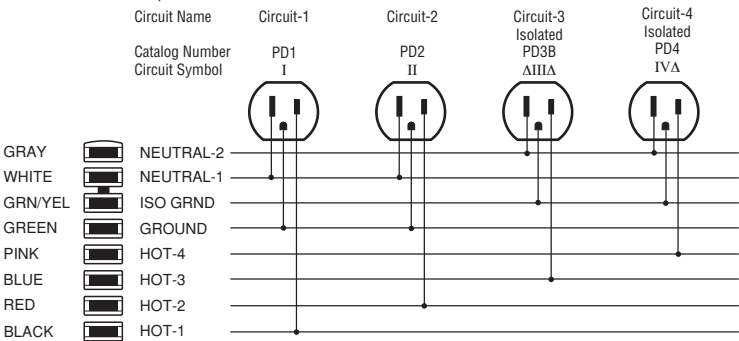 Circuit Name Circuit-1 Circuit-2 Circuit-3 Circuit-4
Isolated Isolated
Catalog Number PD1 PD2 PD3B PD4
Circuit Symbol I II ΔIIIΔ IVΔ
GRAY NEUTRAL-2
WHITE NEUTRAL-1
GRN/YEL ISO GRND
GREEN GROUND
PINK HOT-4
BLUE HOT-3
RED HOT-2
BLACK HOT-1